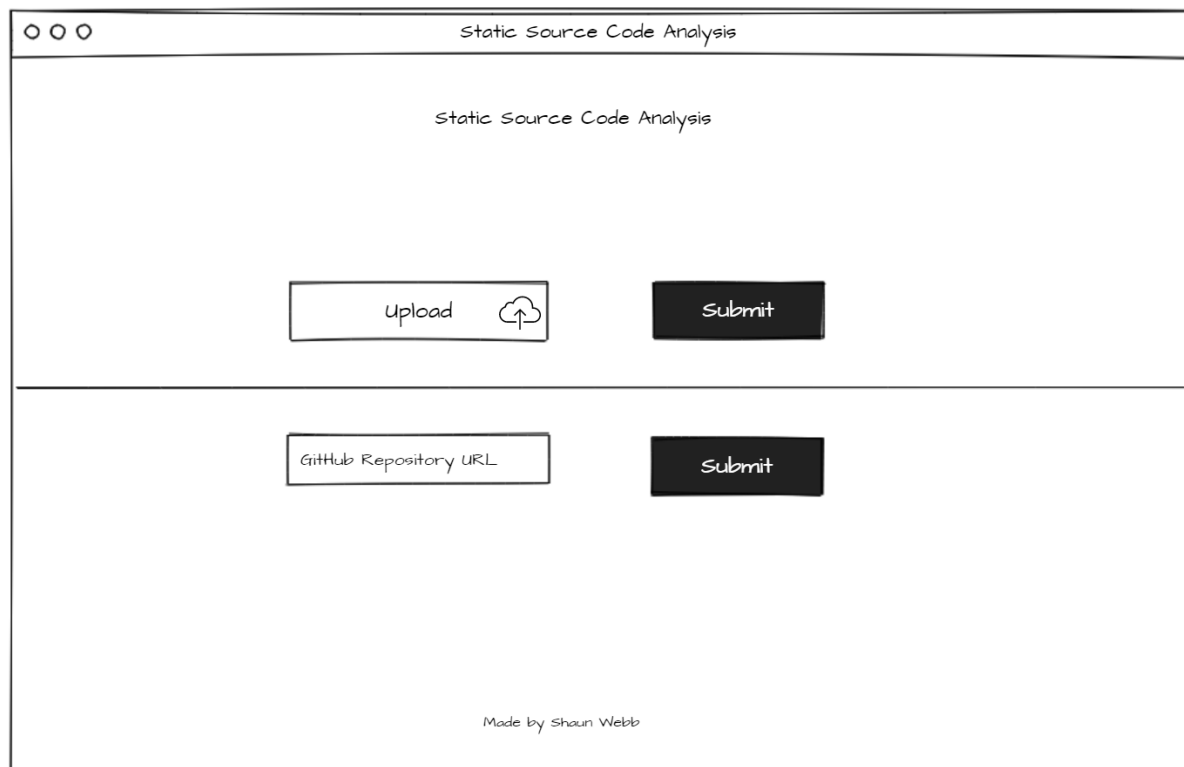 Static Source Code Analysis
Static Source Code Analysis
Upload
Submit
GitHub Repository URL
Submit
Made by Shaun Webb